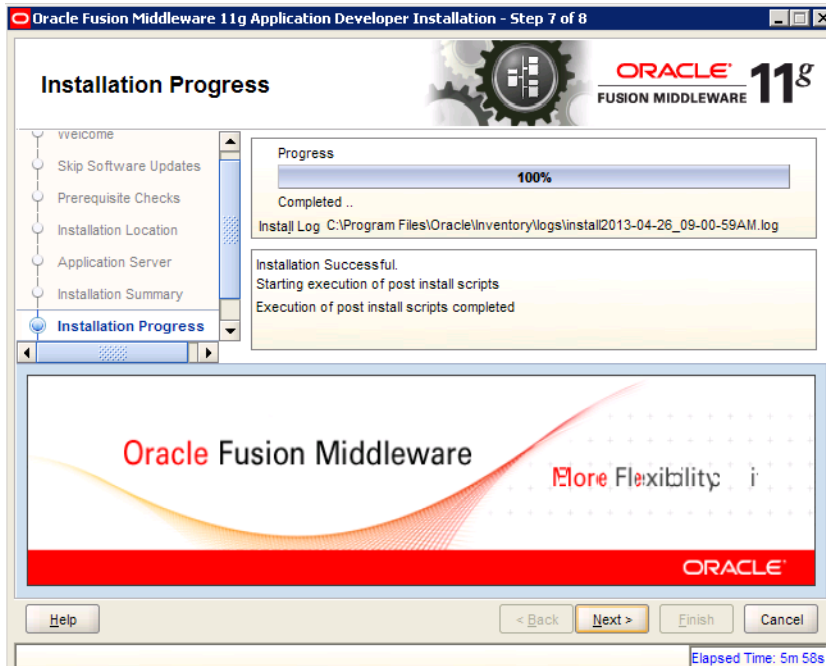 Oracle Fusion Middleware 11g Application Developer Installation - Step 7 of 8
Installation Progress
ORACLE
FUSION MIDDLEWARE 11g
Welcome
Skip Software Updates
Prerequisite Checks
Installation Location
Application Server
Installation Summary
Installation Progress
Progress
100%
Completed ..
Install Log C:\Program Files\Oracle\Inventory\logs\install2013-04-26_09-00-59AM.log
Installation Successful.
Starting execution of post install scripts
Execution of post install scripts completed
Oracle Fusion Middleware
More Flexibility
ORACLE
Help
< Back
Next >
Finish
Cancel
Elapsed Time: 5m 58s